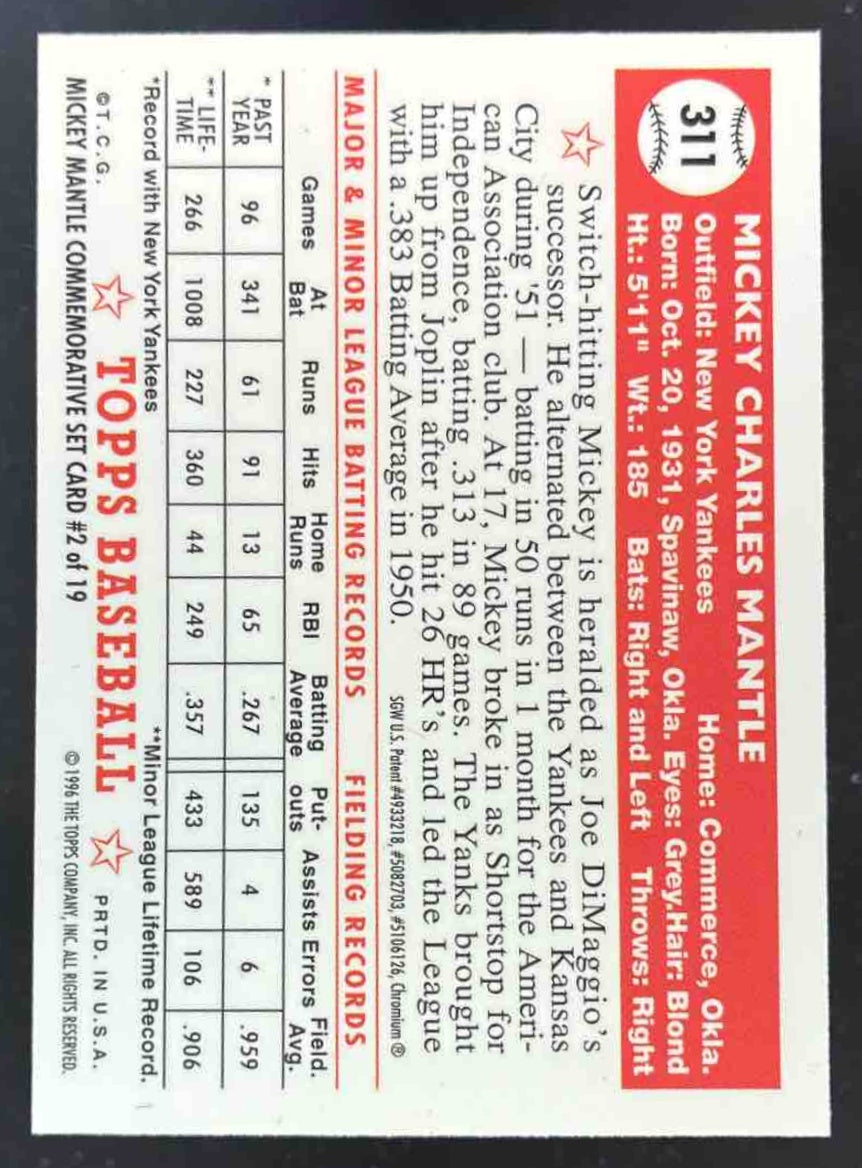 311
MICKEY CHARLES MANTLE
Outfield: New York Yankees Home: Commerce, Okla.
Born: Oct. 20, 1931, Spavinaw, Okla. Eyes: Grey.Hair: Blond
Ht.: 5'11" Wt.: 185 Bats: Right and Left Throws: Right
Switch-hitting Mickey is heralded as Joe DiMaggio's
successor. He alternated between the Yankees and Kansas
City during '51 — batting in 50 runs in 1 month for the Ameri-
can Association club. At 17, Mickey broke in as Shortstop for
Independence, batting .313 in 89 games. The Yanks brought
him up from Joplin after he hit 26 HR's and led the League
with a .383 Batting Average in 1950.
SGW U.S. Patent #4933218, #5082703, #5106126, Chromium ®
MAJOR & MINOR LEAGUE BATTING RECORDS FIELDING RECORDS
Games At Bat Runs Hits Home Runs RBI Batting Average Put-outs Assists Errors Field. Avg.
* PAST YEAR 96 341 61 91 13 65 .267 135 4 6 .959
** LIFE-TIME 266 1008 227 360 44 249 .357 433 589 106 .906
*Record with New York Yankees **Minor League Lifetime Record.
©T.C.G. TOPPS BASEBALL PRTD. IN U.S.A.
MICKEY MANTLE COMMEMORATIVE SET CARD #2 of 19 ©1996 THE TOPPS COMPANY, INC. ALL RIGHTS RESERVED.